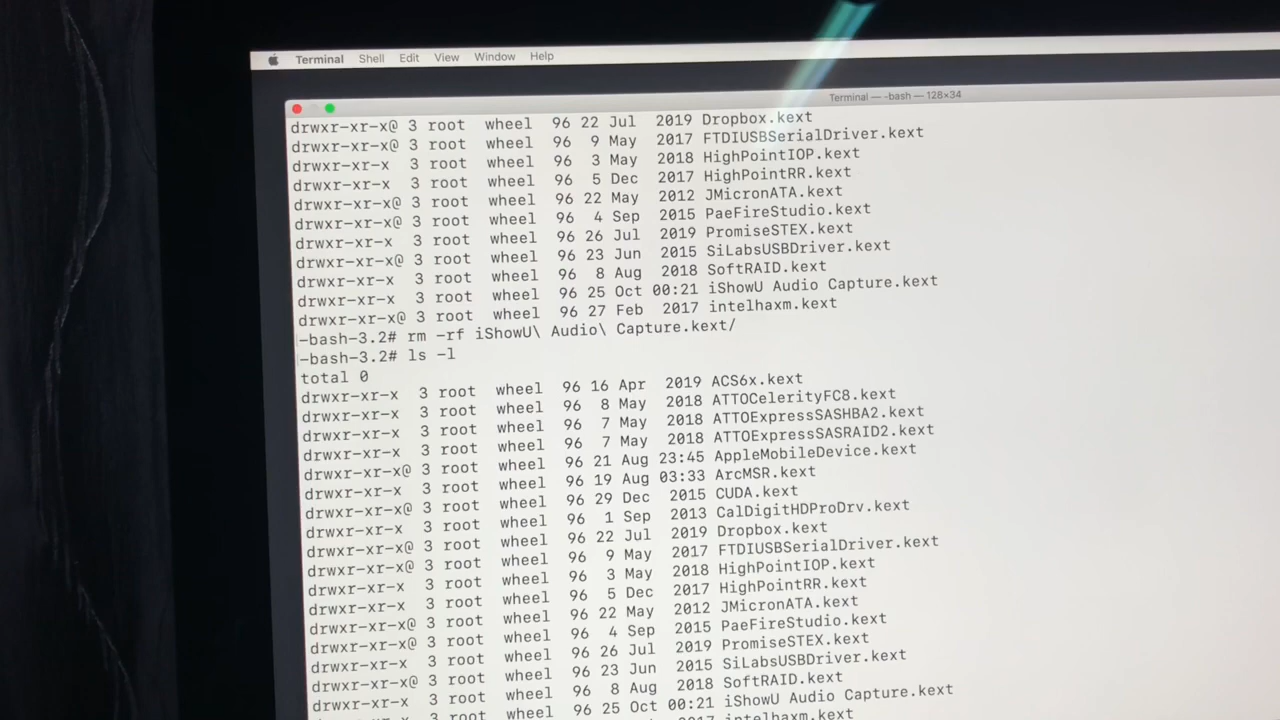 Terminal Shell Edit View Window Help
Terminal — -bash — 128×34
drwxr-xr-x@ 3 root wheel 96 22 Jul 2019 Dropbox.kext
drwxr-xr-x@ 3 root wheel 96 9 May 2017 FTDIUSBSerialDriver.kext
drwxr-xr-x 3 root wheel 96 3 May 2018 HighPointIOP.kext
drwxr-xr-x 3 root wheel 96 5 Dec 2017 HighPointRR.kext
drwxr-xr-x@ 3 root wheel 96 22 May 2012 JMicronATA.kext
drwxr-xr-x@ 3 root wheel 96 4 Sep 2015 PaeFireStudio.kext
drwxr-xr-x 3 root wheel 96 26 Jul 2019 PromiseSTEX.kext
drwxr-xr-x@ 3 root wheel 96 23 Jun 2015 SiLabsUSBDriver.kext
drwxr-xr-x 3 root wheel 96 8 Aug 2018 SoftRAID.kext
drwxr-xr-x 3 root wheel 96 25 Oct 00:21 iShowU Audio Capture.kext
drwxr-xr-x@ 3 root wheel 96 27 Feb 2017 intelhaxm.kext
-bash-3.2# rm -rf iShowU\ Audio\ Capture.kext/
-bash-3.2# ls -l
total 0
drwxr-xr-x 3 root wheel 96 16 Apr 2019 ACS6x.kext
drwxr-xr-x 3 root wheel 96 8 May 2018 ATTOCelerityFC8.kext
drwxr-xr-x 3 root wheel 96 7 May 2018 ATTOExpressSASHBA2.kext
drwxr-xr-x 3 root wheel 96 7 May 2018 ATTOExpressSASRAID2.kext
drwxr-xr-x@ 3 root wheel 96 21 Aug 23:45 AppleMobileDevice.kext
drwxr-xr-x 3 root wheel 96 19 Aug 03:33 ArcMSR.kext
drwxr-xr-x 3 root wheel 96 29 Dec 2015 CUDA.kext
drwxr-xr-x 3 root wheel 96 1 Sep 2013 CalDigitHDProDrv.kext
drwxr-xr-x@ 3 root wheel 96 22 Jul 2019 Dropbox.kext
drwxr-xr-x@ 3 root wheel 96 9 May 2017 FTDIUSBSerialDriver.kext
drwxr-xr-x 3 root wheel 96 3 May 2018 HighPointIOP.kext
drwxr-xr-x 3 root wheel 96 5 Dec 2017 HighPointRR.kext
drwxr-xr-x@ 3 root wheel 96 22 May 2012 JMicronATA.kext
drwxr-xr-x@ 3 root wheel 96 4 Sep 2015 PaeFireStudio.kext
drwxr-xr-x 3 root wheel 96 26 Jul 2019 PromiseSTEX.kext
drwxr-xr-x@ 3 root wheel 96 23 Jun 2015 SiLabsUSBDriver.kext
drwxr-xr-x 3 root wheel 96 8 Aug 2018 SoftRAID.kext
3 root wheel 96 25 Oct 00:21 iShowU Audio Capture.kext
intelhaxm.kext